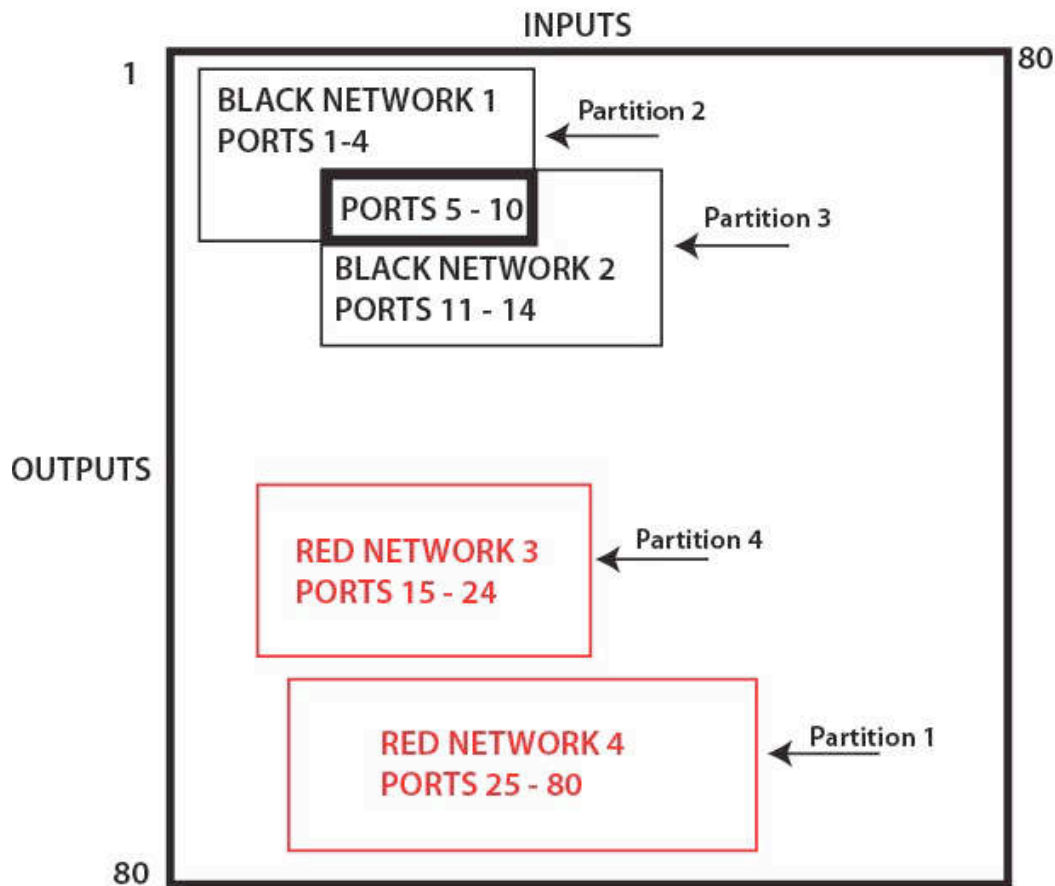 INPUTS
1
80
BLACK NETWORK 1
PORTS 1-4
Partition 2
PORTS 5 - 10
Partition 3
BLACK NETWORK 2
PORTS 11 - 14
OUTPUTS
RED NETWORK 3
PORTS 15 - 24
Partition 4
RED NETWORK 4
PORTS 25 - 80
Partition 1
80